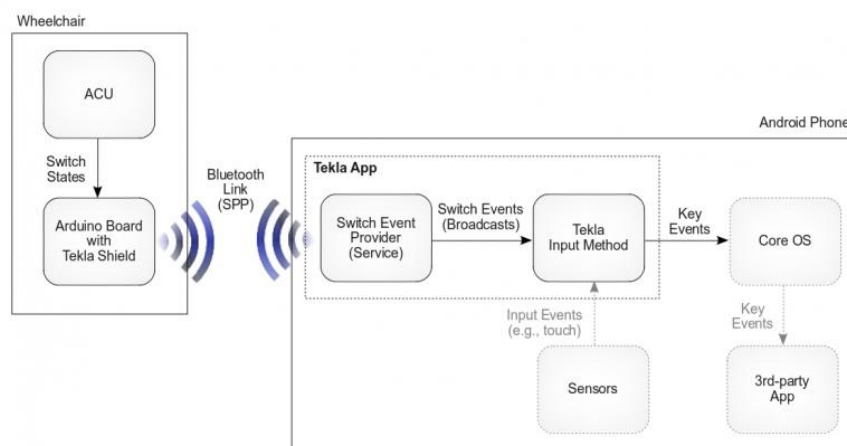 Wheelchair
ACU
Switch
States
Arduino Board
with
Tekla Shield
Bluetooth
Link
(SPP)
Android Phone
Tekla App
Switch Event
Provider
(Service)
Switch Events
(Broadcasts)
Tekla
Input Method
Key
Events
Core OS
Input Events
(e.g., touch)
Key
Events
Sensors
3rd-party
App